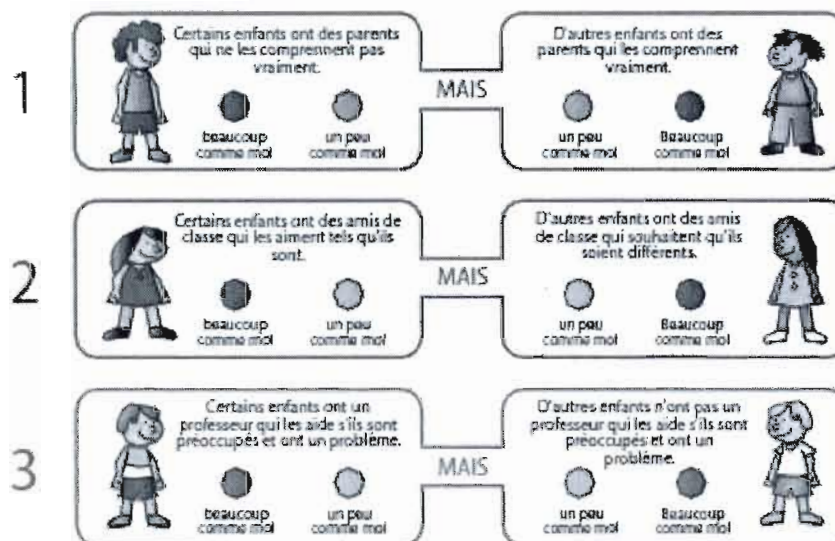 1
Certains enfants ont des parents
qui ne les comprennent pas
vraiment.
beaucoup
comme moi
un peu
comme moi
MAIS
D'autres enfants ont des
parents qui les comprennent
vraiment.
un peu
comme moi
Beaucoup
comme moi
2
Certains enfants ont des amis de
classe qui les aiment tels qu'ils
sont.
beaucoup
comme moi
un peu
comme moi
MAIS
D'autres enfants ont des amis
de classe qui souhaitent qu'ils
soient différents.
un peu
comme moi
Beaucoup
comme moi
3
Certains enfants ont un
professeur qui les aide s'ils sont
préoccupés et ont un problème.
beaucoup
comme moi
un peu
comme moi
MAIS
D'autres enfants n'ont pas un
professeur qui les aide s'ils sont
préoccupés et ont un
problème.
un peu
comme moi
Beaucoup
comme moi